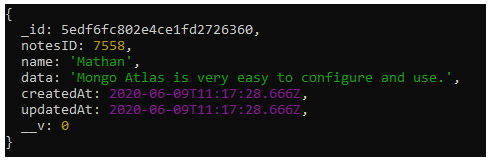 {
_id: 5edf6fc802e4ce1fd2726360,
notesID: 7558,
name: 'Mathan',
data: 'Mongo Atlas is very easy to configure and use.',
createdAt: 2020-06-09T11:17:28.666Z,
updatedAt: 2020-06-09T11:17:28.666Z,
__v: 0
}